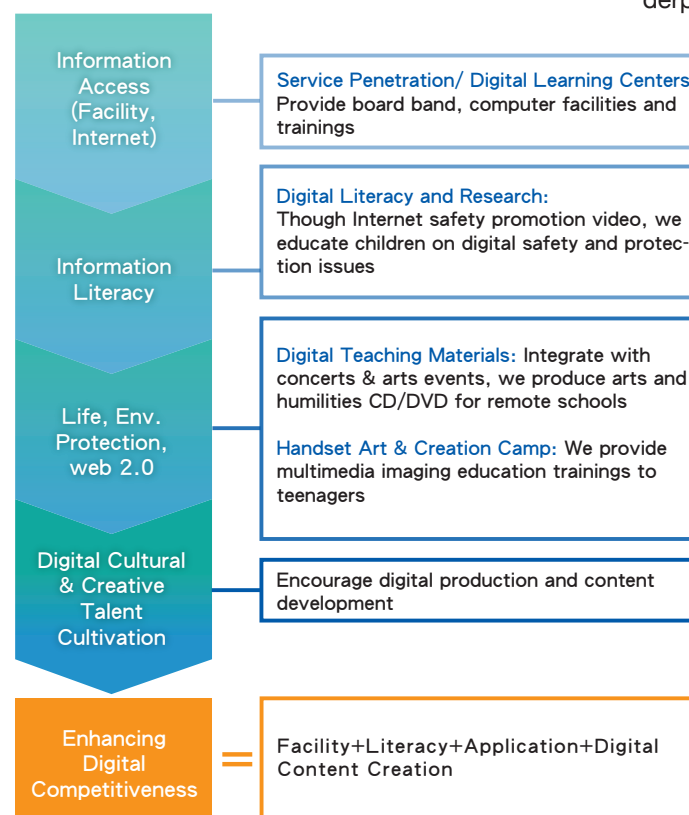 derp
Information
Access
(Facility,
Internet)
Service Penetration/ Digital Learning Centers
Provide board band, computer facilities and
trainings
Information
Literacy
Digital Literacy and Research:
Though Internet safety promotion video, we
educate children on digital safety and protec-
tion issues
Life, Env.
Protection,
web 2.0
Digital Teaching Materials: Integrate with
concerts & arts events, we produce arts and
humilities CD/DVD for remote schools
Handset Art & Creation Camp: We provide
multimedia imaging education trainings to
teenagers
Digital Cultural
& Creative
Talent
Cultivation
Encourage digital production and content
development
Enhancing
Digital
Competitiveness
=
Facility+Literacy+Application+Digital
Content Creation